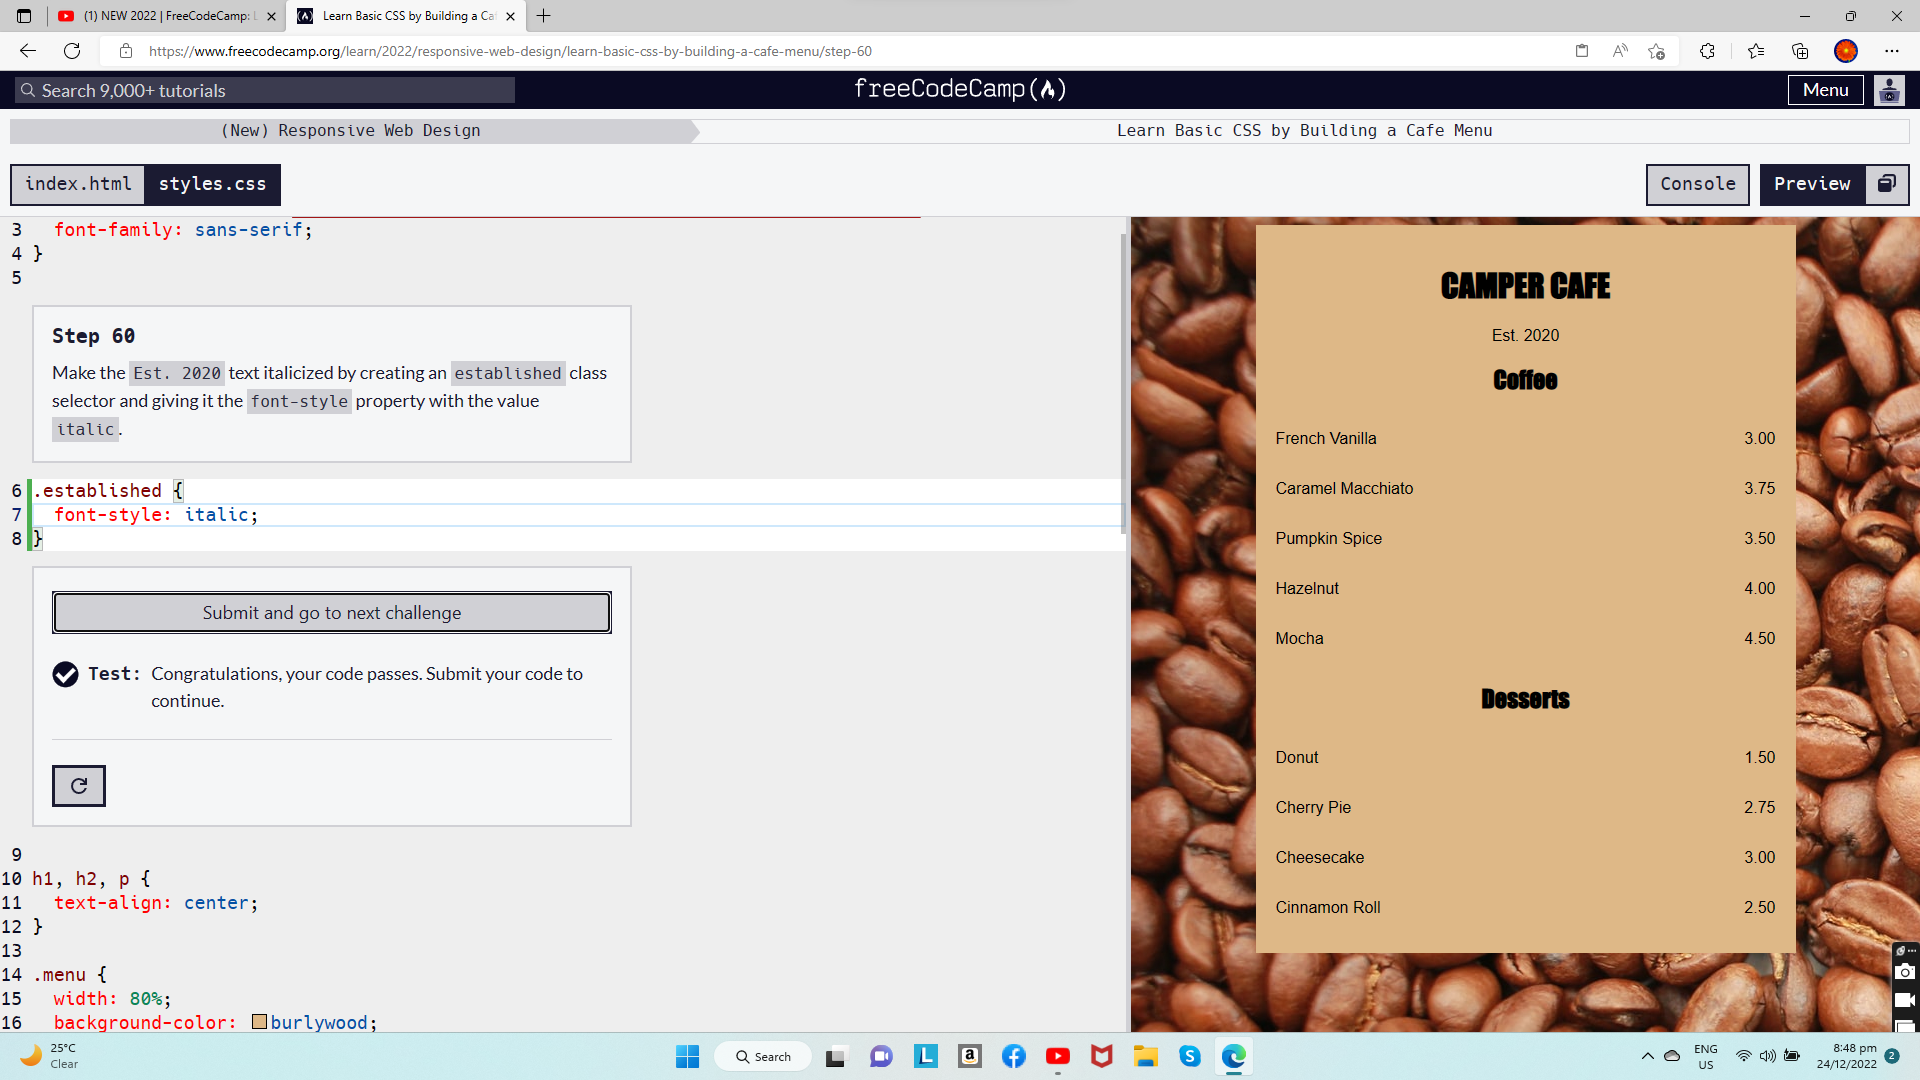 (1) NEW 2022 | FreeCodeCamp: L
Learn Basic CSS by Building a Caf
https://www.freecodecamp.org/learn/2022/responsive-web-design/learn-basic-css-by-building-a-cafe-menu/step-60
Search 9,000+ tutorials
freeCodeCamp
Menu
(New) Responsive Web Design
Learn Basic CSS by Building a Cafe Menu
index.html
styles.css
Console
Preview
3 font-family: sans-serif;
4 }
5
Step 60
Make the Est. 2020 text italicized by creating an established class
selector and giving it the font-style property with the value
italic.
6 .established {
7 font-style: italic;
8 }
Submit and go to next challenge
Test: Congratulations, your code passes. Submit your code to
continue.
9
10 h1, h2, p {
11 text-align: center;
12 }
13
14 .menu {
15 width: 80%;
16 background-color: burlywood;
CAMPER CAFE
Est. 2020
Coffee
French Vanilla 3.00
Caramel Macchiato 3.75
Pumpkin Spice 3.50
Hazelnut 4.00
Mocha 4.50
Desserts
Donut 1.50
Cherry Pie 2.75
Cheesecake 3.00
Cinnamon Roll 2.50
25°C
Clear
Search
L
a
S
ENG
US
8:48 pm
24/12/2022
2